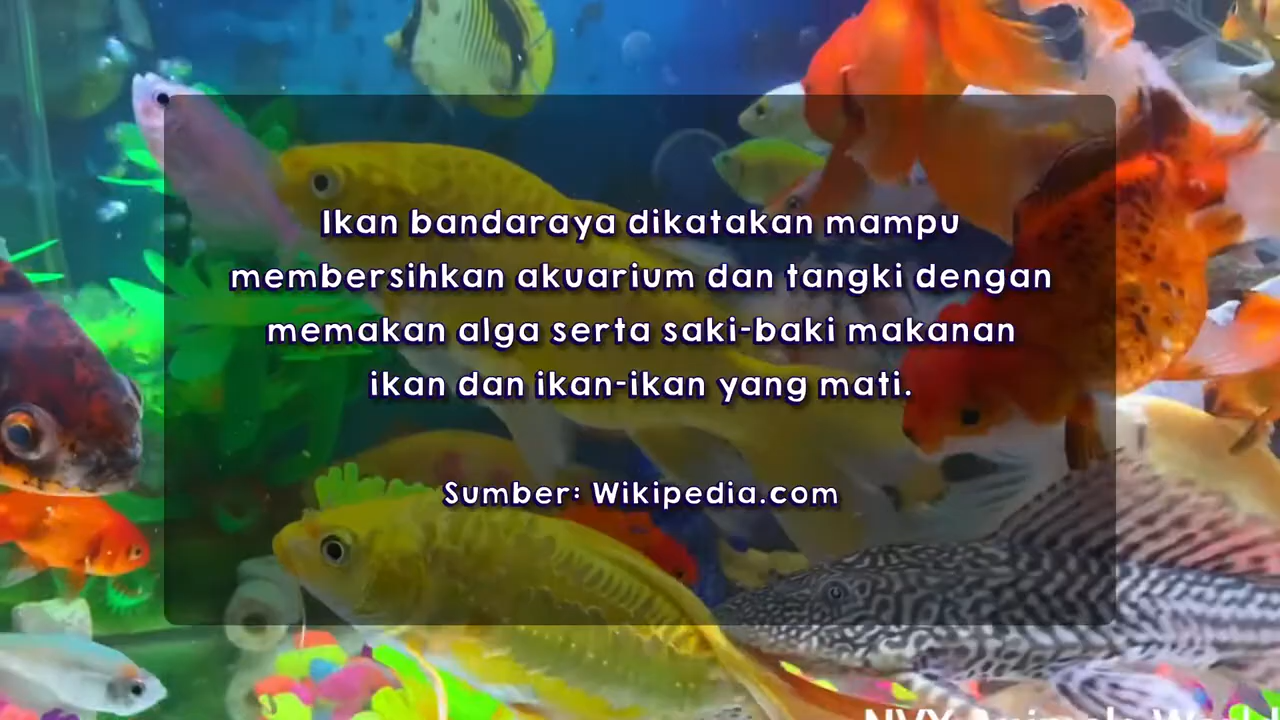 Ikan bandaraya dikatakan mampu
membersihkan akuarium dan tangki dengan
memakan alga serta saki-baki makanan
ikan dan ikan-ikan yang mati.
Sumber: Wikipedia.com